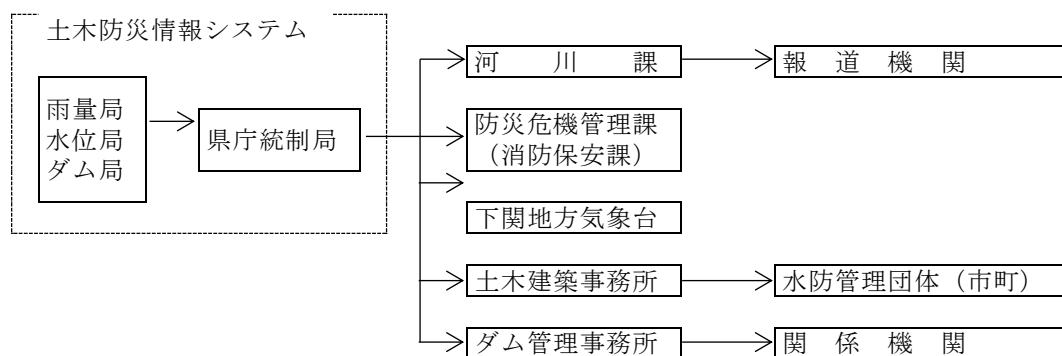 土木防災情報システム
雨量局
水位局
ダム局
県庁統制局
河川課
報道機関
防災危機管理課
（消防保安課）
下関地方気象台
土木建築事務所
水防管理団体（市町）
ダム管理事務所
関係機関